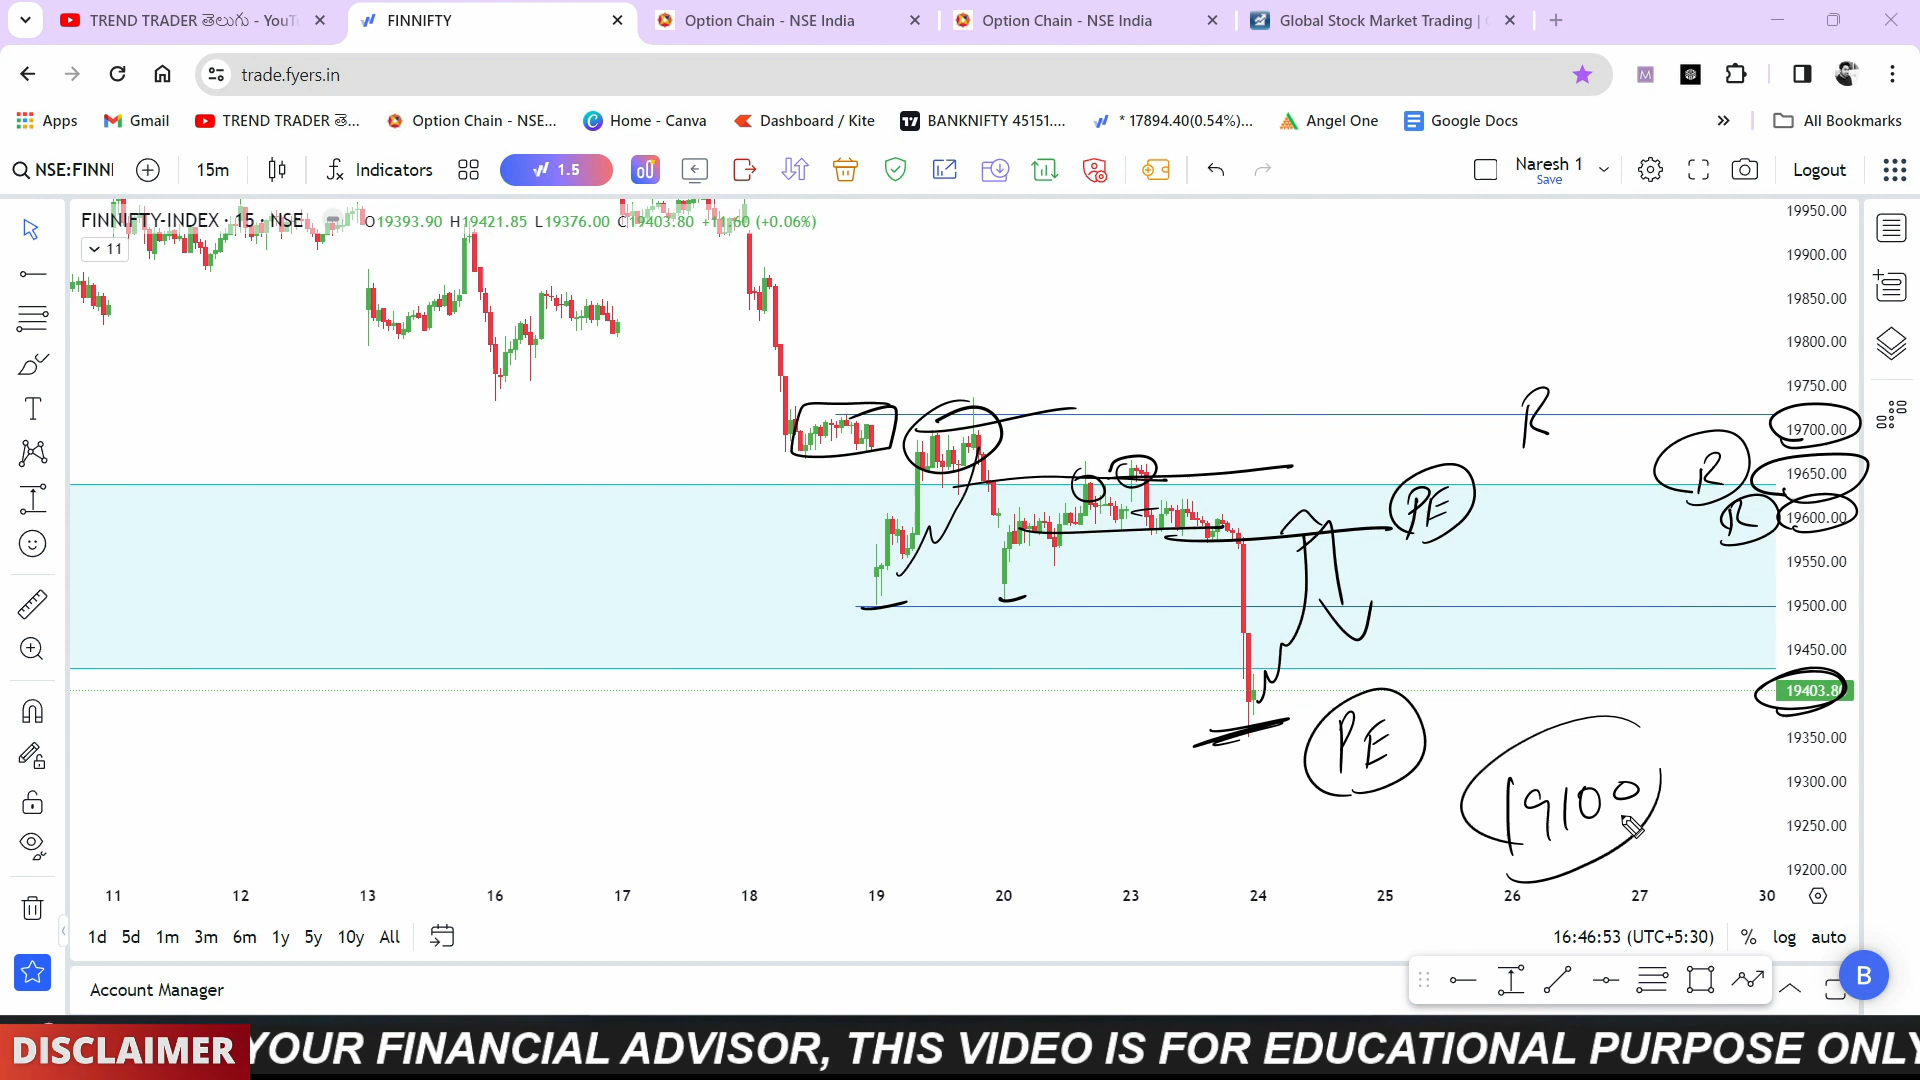 TREND TRADER తెలుగు - YouT
FINNIFTY
Option Chain - NSE India
Option Chain - NSE India
Global Stock Market Trading |
trade.fyers.in
Apps
Gmail
TREND TRADER తె...
Option Chain - NSE...
Home - Canva
Dashboard / Kite
BANKNIFTY 45151....
* 17894.40(0.54%)...
Angel One
Google Docs
»
All Bookmarks
NSE:FINNI
15m
Indicators
1.5
Naresh 1
Save
Logout
FINNIFTY-INDEX · 15 · NSE
O19393.90 H19421.85 L19376.00 C19403.80 +11.60 (+0.06%)
11
19950.00
19900.00
19850.00
19800.00
19750.00
19700.00
19650.00
19600.00
19550.00
19500.00
19450.00
19403.80
19350.00
19300.00
19250.00
19200.00
R
R
R
PE
PE
19100
11 12 13 16 17 18 19 20 23 24 25 26 27 30
1d 5d 1m 3m 6m 1y 5y 10y All
16:46:53 (UTC+5:30) % log auto
Account Manager
B
DISCLAIMER YOUR FINANCIAL ADVISOR, THIS VIDEO IS FOR EDUCATIONAL PURPOSE ONLY